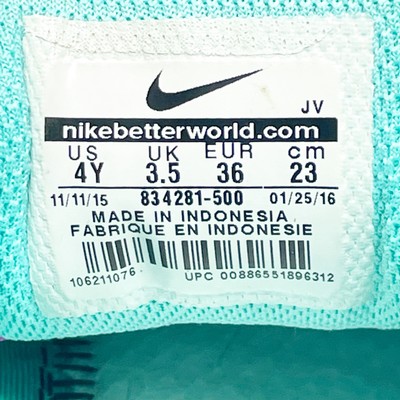 JV
nikebetterworld.com
US UK EUR cm
4Y 3.5 36 23
11/11/15 834281-500 01/25/16
MADE IN INDONESIA
FABRIQUE EN INDONESIE
106211076 UPC 00886551896312